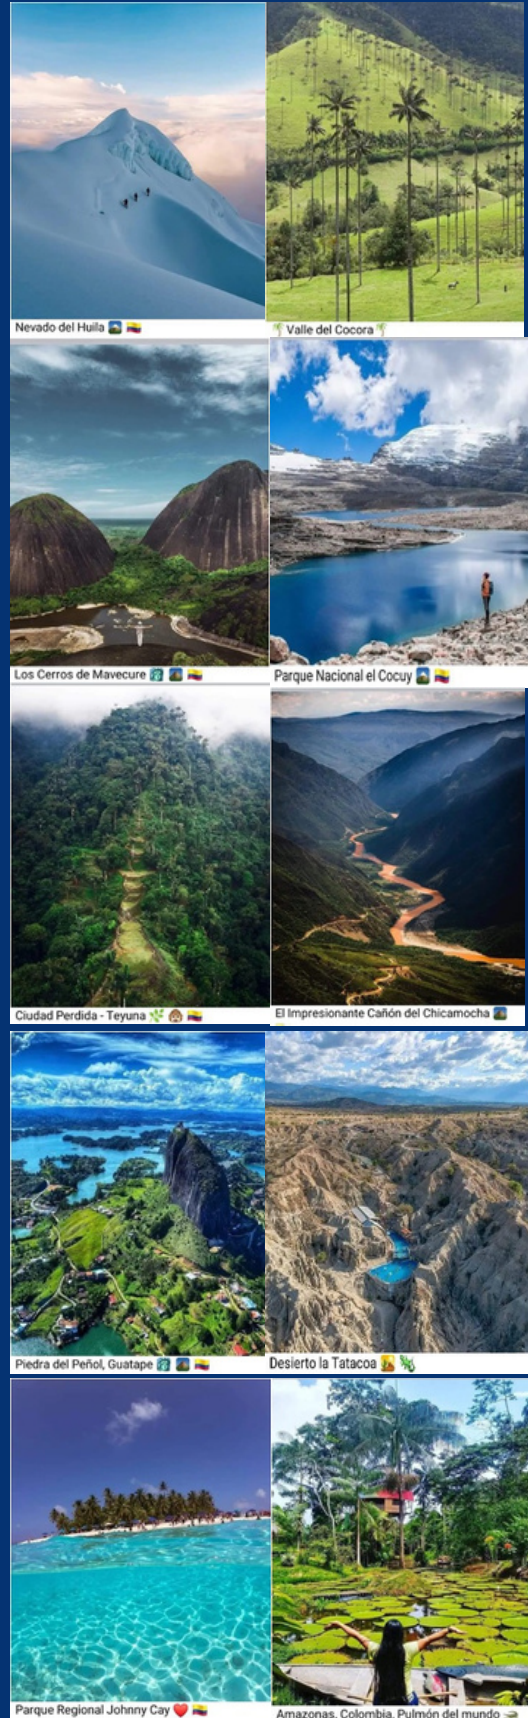 Nevado del Huila 🏞️ 🇨🇴
🌴 Valle del Cocora 🌴
Los Cerros de Mavecure 🏞️ 🇨🇴
Parque Nacional el Cocuy 🏞️ 🇨🇴
Ciudad Perdida - Teyuna 🌿 🇨🇴
El Impresionante Cañón del Chicamocha 🏞️
Piedra del Peñol, Guatape 🏞️ 🇨🇴
Desierto la Tatacoa 🏜️ 🦎
Parque Regional Johnny Cay ❤️ 🇨🇴
Amazonas, Colombia, Pulmón del mundo